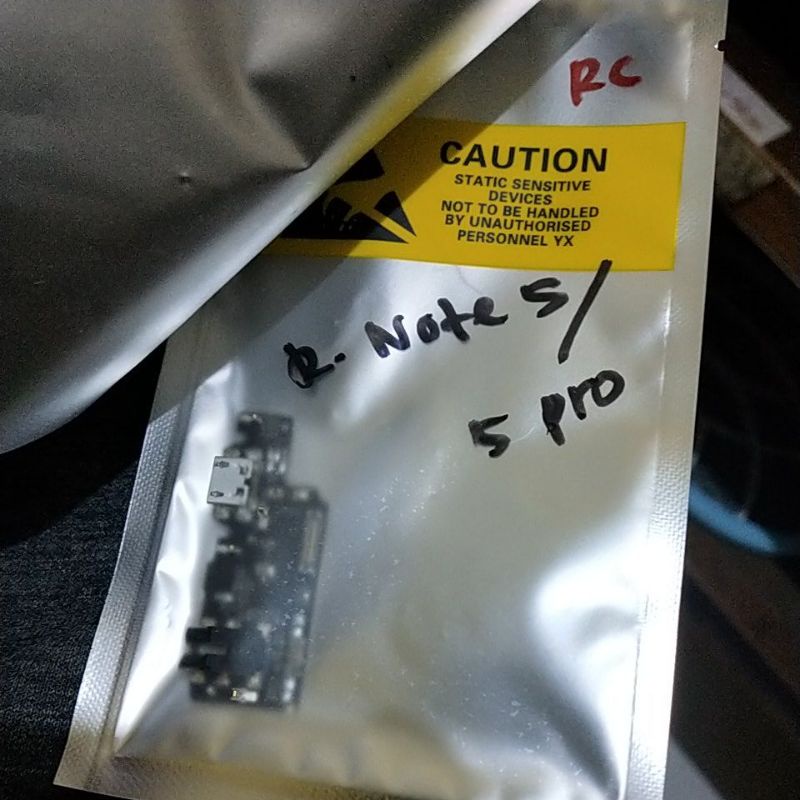 RC
CAUTION
STATIC SENSITIVE
DEVICES
NOT TO BE HANDLED
BY UNAUTHORISED
PERSONNEL YX
R. Note 5/
5 pro